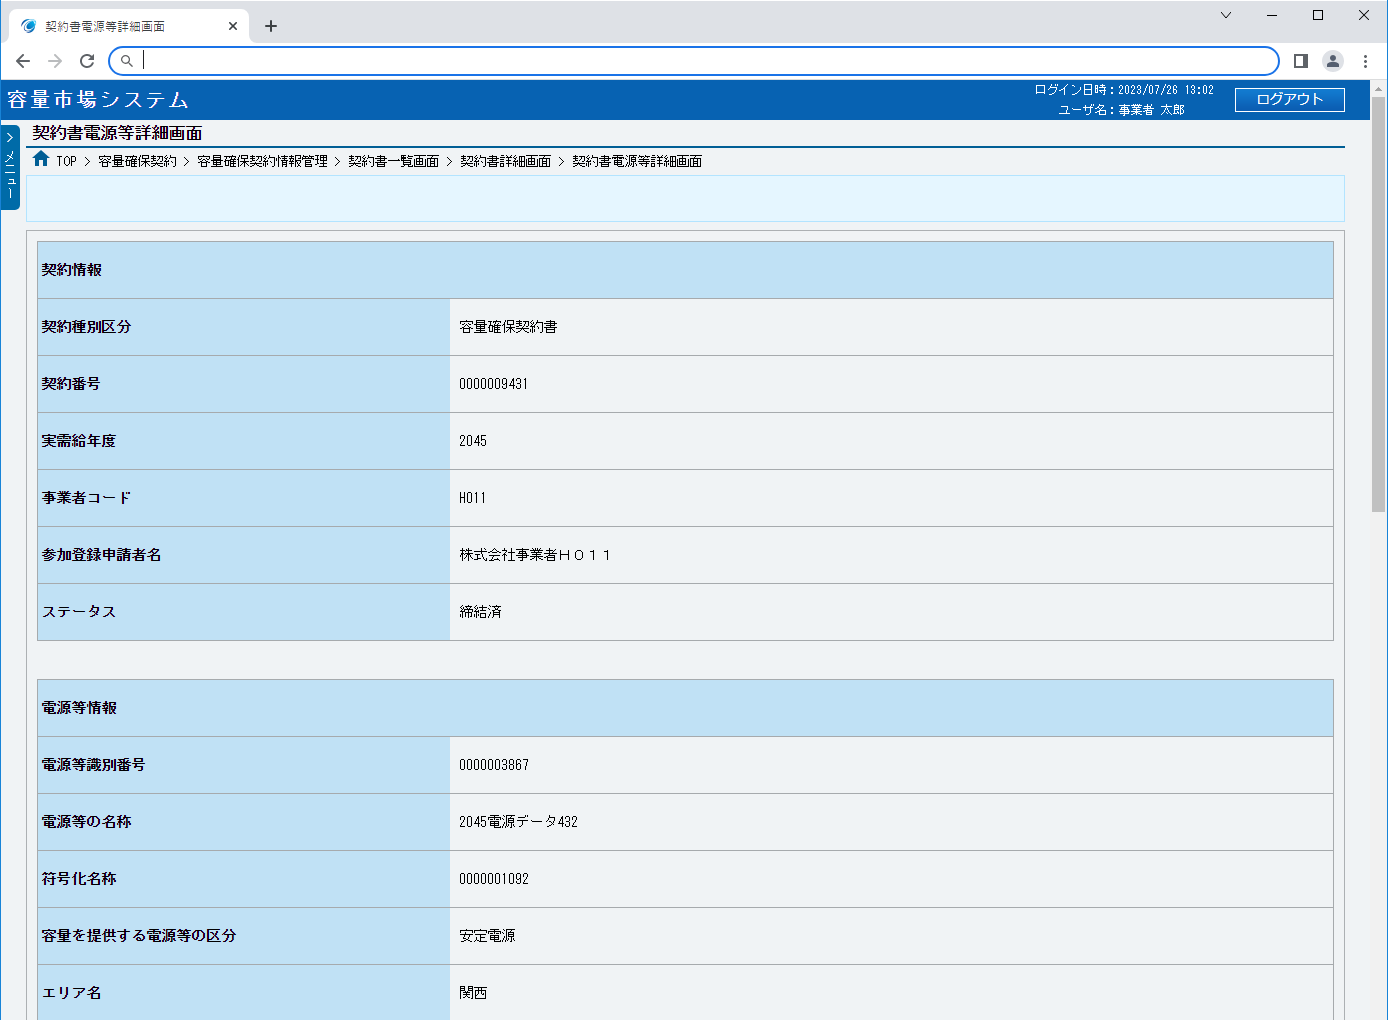 契約書電源等詳細画面
容量市場システム
ログイン日時：2023/07/26 13:02
ユーザ名：事業者 太郎
ログアウト
メニュー
契約書電源等詳細画面
TOP > 容量確保契約 > 容量確保契約情報管理 > 契約書一覧画面 > 契約書詳細画面 > 契約書電源等詳細画面
契約情報
契約種別区分 容量確保契約書
契約番号 0000009431
実需給年度 2045
事業者コード H011
参加登録申請者名 株式会社事業者Ｈ０１１
ステータス 締結済
電源等情報
電源等識別番号 0000003867
電源等の名称 2045電源データ432
符号化名称 0000001092
容量を提供する電源等の区分 安定電源
エリア名 関西